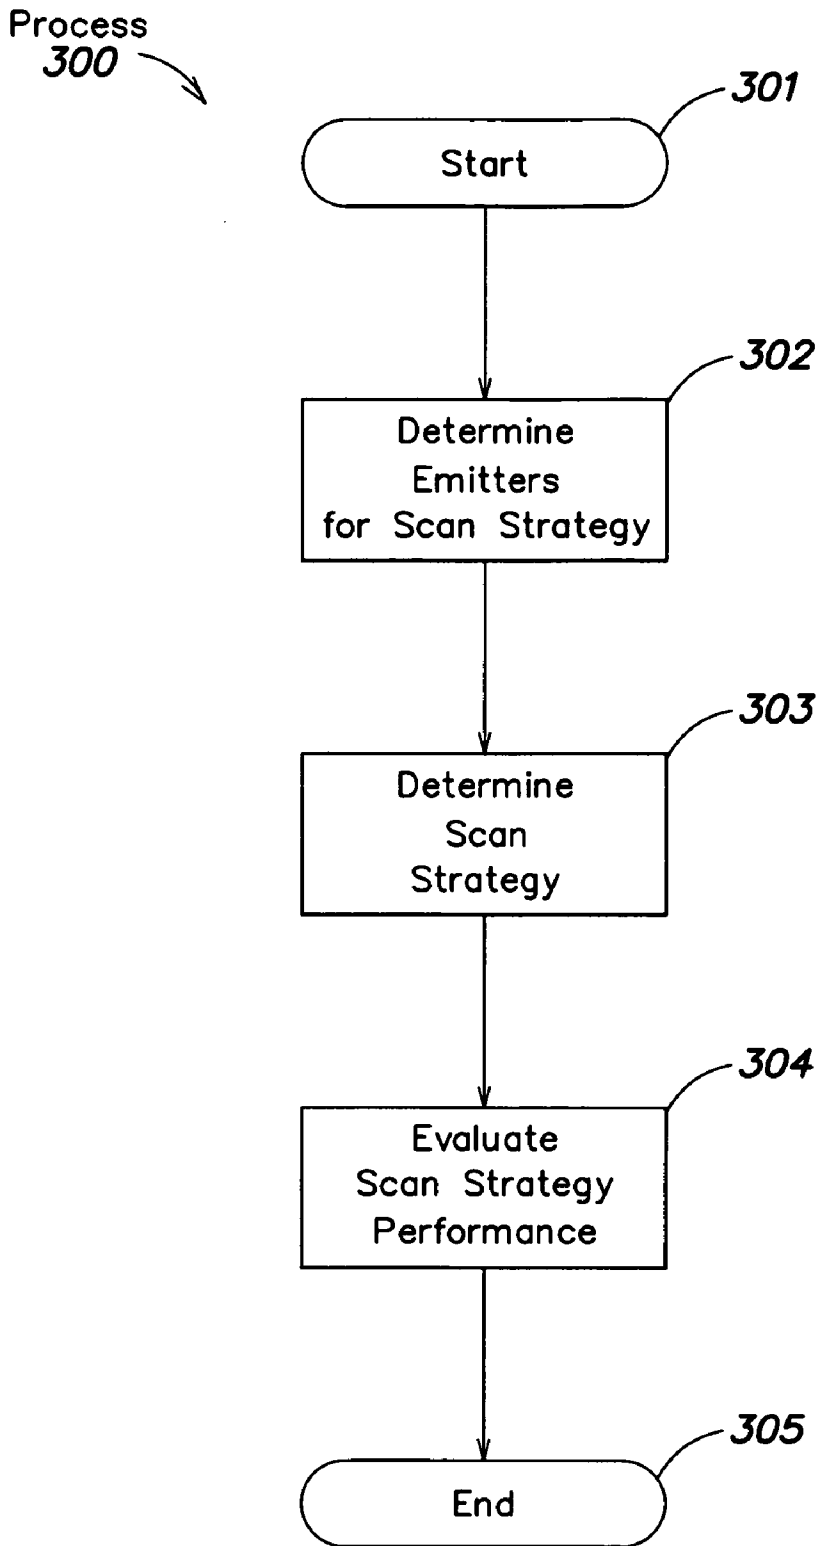 Process
300
301
Start
302
Determine
Emitters
for Scan Strategy
303
Determine
Scan
Strategy
304
Evaluate
Scan Strategy
Performance
305
End